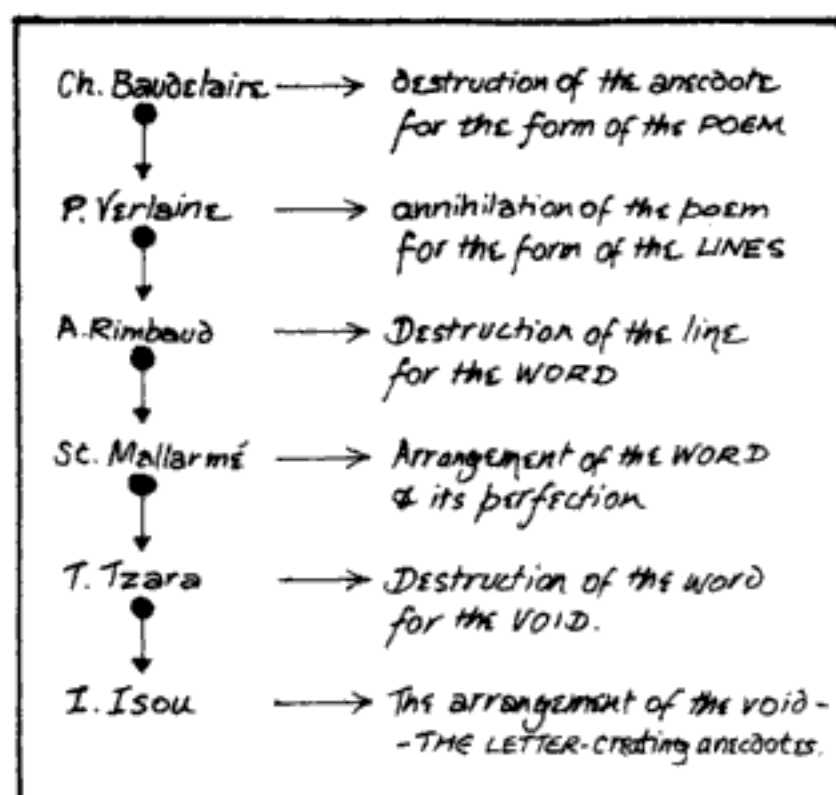 Ch. Baudelaire → destruction of the anecdote
for the form of the POEM
P. Verlaine → annihilation of the poem
for the form of the LINES
A. Rimbaud → Destruction of the line
for the WORD
St. Mallarmé → Arrangement of the WORD
& its perfection
T. Tzara → Destruction of the word
for the VOID.
I. Isou → The arrangement of the void -
- THE LETTER - creating anecdotes.